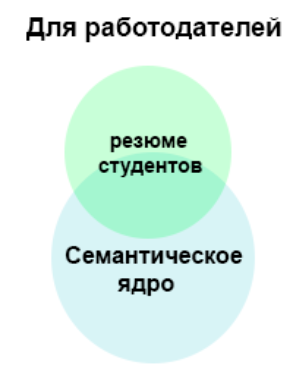 Для работодателей
резюме
студентов
Семантическое
ядро